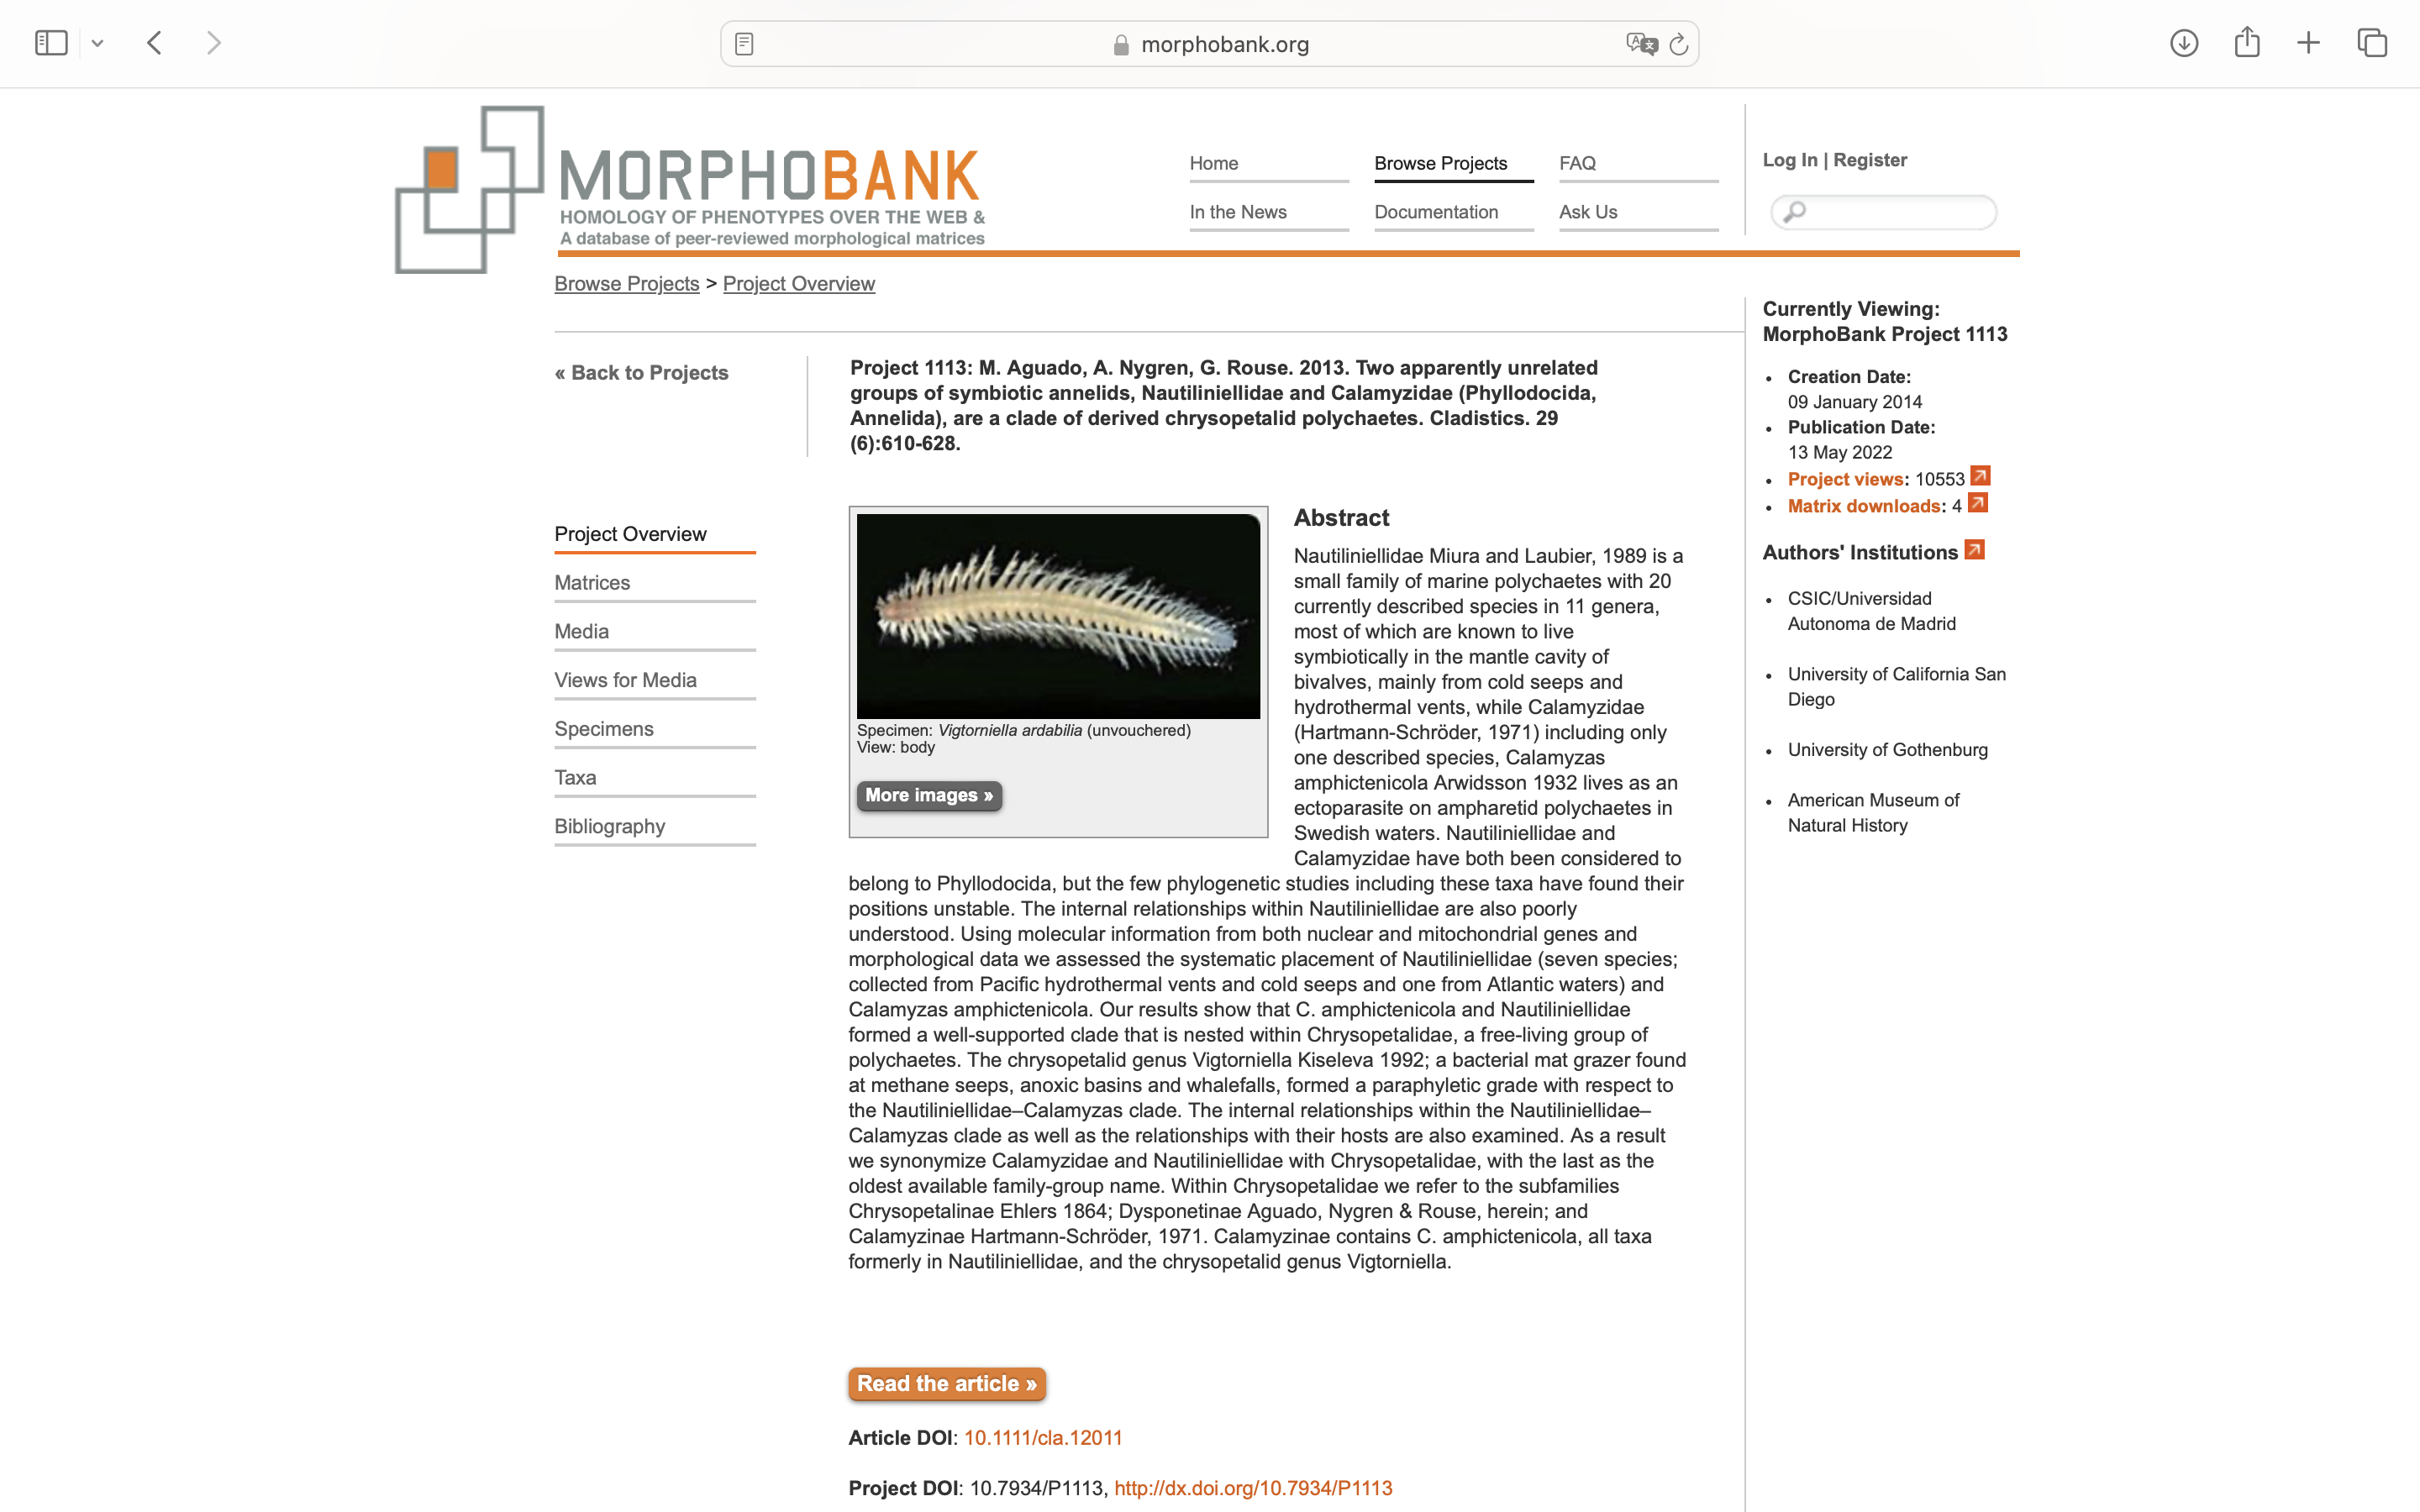 morphobank.org
MORPHOBANK
HOMOLOGY OF PHENOTYPES OVER THE WEB &
A database of peer-reviewed morphological matrices
Home
Browse Projects
FAQ
In the News
Documentation
Ask Us
Log In | Register
Browse Projects > Project Overview
« Back to Projects
Project 1113: M. Aguado, A. Nygren, G. Rouse. 2013. Two apparently unrelated
groups of symbiotic annelids, Nautiliniellidae and Calamyzidae (Phyllodocida,
Annelida), are a clade of derived chrysopetalid polychaetes. Cladistics. 29
(6):610-628.
Project Overview
Matrices
Media
Views for Media
Specimens
Taxa
Bibliography
Specimen: Vigtorniella ardabilia (unvouchered)
View: body
More images »
Abstract
Nautiliniellidae Miura and Laubier, 1989 is a
small family of marine polychaetes with 20
currently described species in 11 genera,
most of which are known to live
symbiotically in the mantle cavity of
bivalves, mainly from cold seeps and
hydrothermal vents, while Calamyzidae
(Hartmann-Schröder, 1971) including only
one described species, Calamyzas
amphictenicola Arwidsson 1932 lives as an
ectoparasite on ampharetid polychaetes in
Swedish waters. Nautiliniellidae and
Calamyzidae have both been considered to
belong to Phyllodocida, but the few phylogenetic studies including these taxa have found their
positions unstable. The internal relationships within Nautiliniellidae are also poorly
understood. Using molecular information from both nuclear and mitochondrial genes and
morphological data we assessed the systematic placement of Nautiliniellidae (seven species;
collected from Pacific hydrothermal vents and cold seeps and one from Atlantic waters) and
Calamyzas amphictenicola. Our results show that C. amphictenicola and Nautiliniellidae
formed a well-supported clade that is nested within Chrysopetalidae, a free-living group of
polychaetes. The chrysopetalid genus Vigtorniella Kiseleva 1992; a bacterial mat grazer found
at methane seeps, anoxic basins and whalefalls, formed a paraphyletic grade with respect to
the Nautiliniellidae–Calamyzas clade. The internal relationships within the Nautiliniellidae–
Calamyzas clade as well as the relationships with their hosts are also examined. As a result
we synonymize Calamyzidae and Nautiliniellidae with Chrysopetalidae, with the last as the
oldest available family-group name. Within Chrysopetalidae we refer to the subfamilies
Chrysopetalinae Ehlers 1864; Dysponetinae Aguado, Nygren & Rouse, herein; and
Calamyzinae Hartmann-Schröder, 1971. Calamyzinae contains C. amphictenicola, all taxa
formerly in Nautiliniellidae, and the chrysopetalid genus Vigtorniella.
Read the article »
Article DOI: 10.1111/cla.12011
Project DOI: 10.7934/P1113, http://dx.doi.org/10.7934/P1113
Currently Viewing:
MorphoBank Project 1113
• Creation Date:
09 January 2014
• Publication Date:
13 May 2022
• Project views: 10553
• Matrix downloads: 4
Authors' Institutions
• CSIC/Universidad
Autonoma de Madrid
• University of California San
Diego
• University of Gothenburg
• American Museum of
Natural History